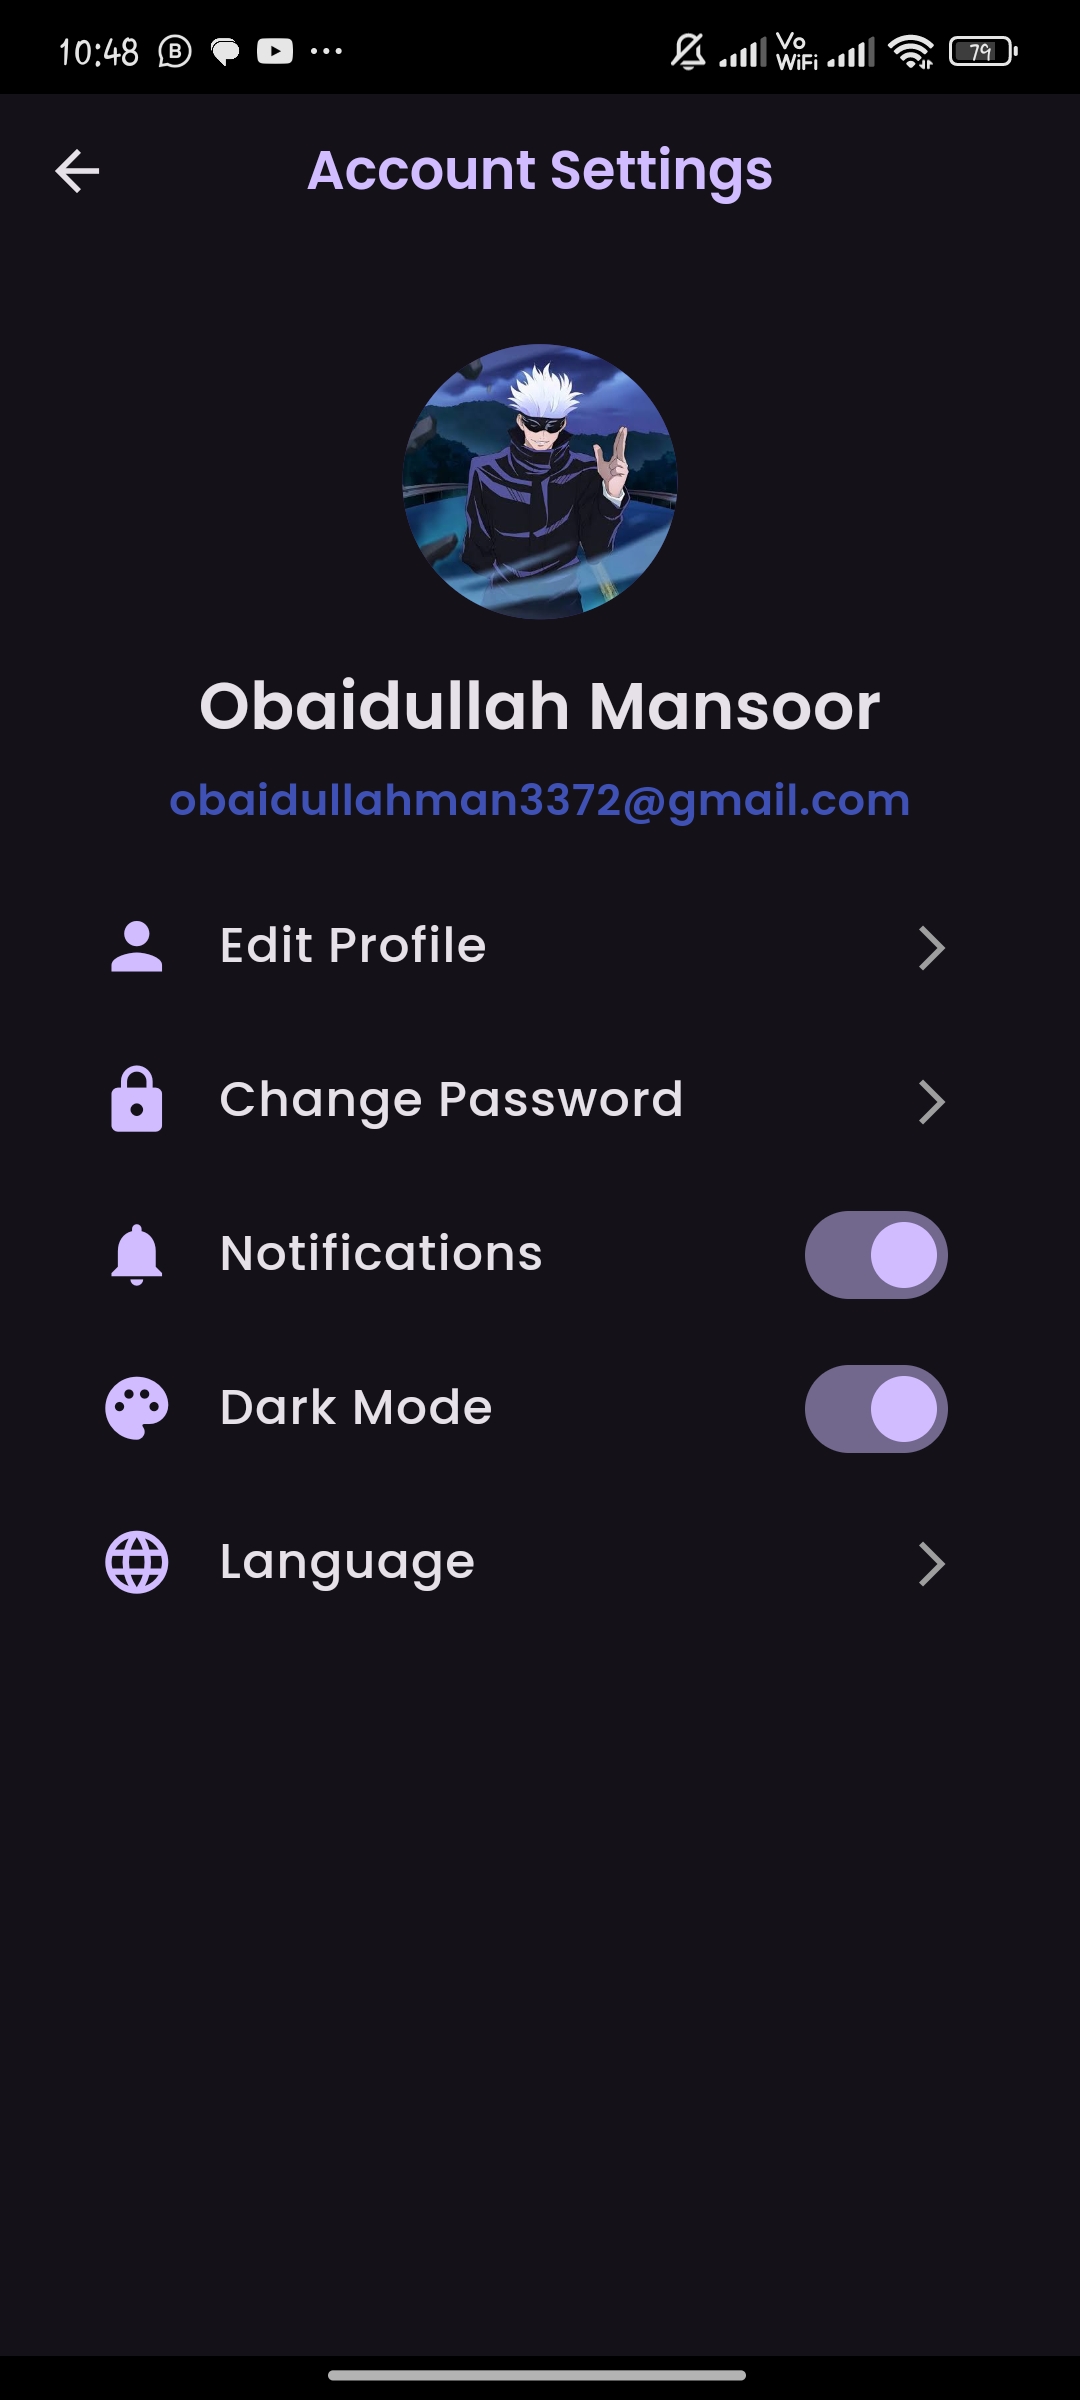 10:48 B Vo WiFi 79
Account Settings
Obaidullah Mansoor
obaidullahman3372@gmail.com
Edit Profile
Change Password
Notifications
Dark Mode
Language